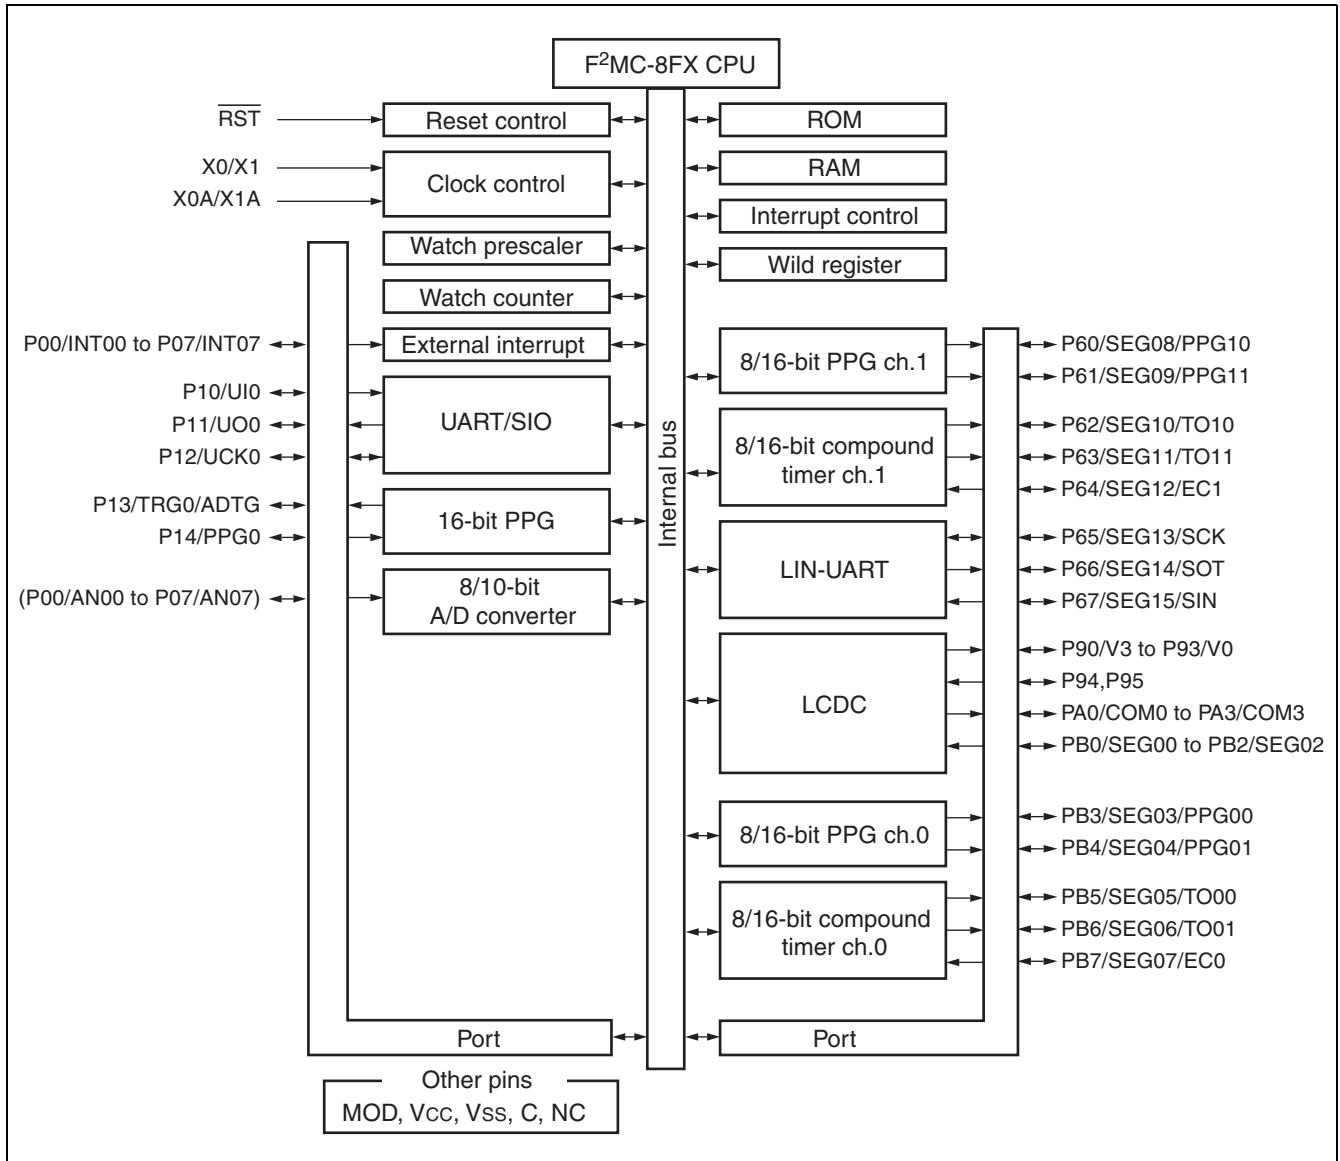 F²MC-8FX CPU
RST
Reset control
ROM
X0/X1
X0A/X1A
Clock control
RAM
Interrupt control
Watch prescaler
Wild register
Watch counter
P00/INT00 to P07/INT07
External interrupt
P10/UI0
P11/UO0
P12/UCK0
UART/SIO
P13/TRG0/ADTG
P14/PPG0
16-bit PPG
(P00/AN00 to P07/AN07)
8/10-bit
A/D converter
Internal bus
8/16-bit PPG ch.1
P60/SEG08/PPG10
P61/SEG09/PPG11
8/16-bit compound
timer ch.1
P62/SEG10/TO10
P63/SEG11/TO11
P64/SEG12/EC1
LIN-UART
P65/SEG13/SCK
P66/SEG14/SOT
P67/SEG15/SIN
LCDC
P90/V3 to P93/V0
P94,P95
PA0/COM0 to PA3/COM3
PB0/SEG00 to PB2/SEG02
8/16-bit PPG ch.0
PB3/SEG03/PPG00
PB4/SEG04/PPG01
8/16-bit compound
timer ch.0
PB5/SEG05/TO00
PB6/SEG06/TO01
PB7/SEG07/EC0
Port
Port
Other pins
MOD, VCC, VSS, C, NC